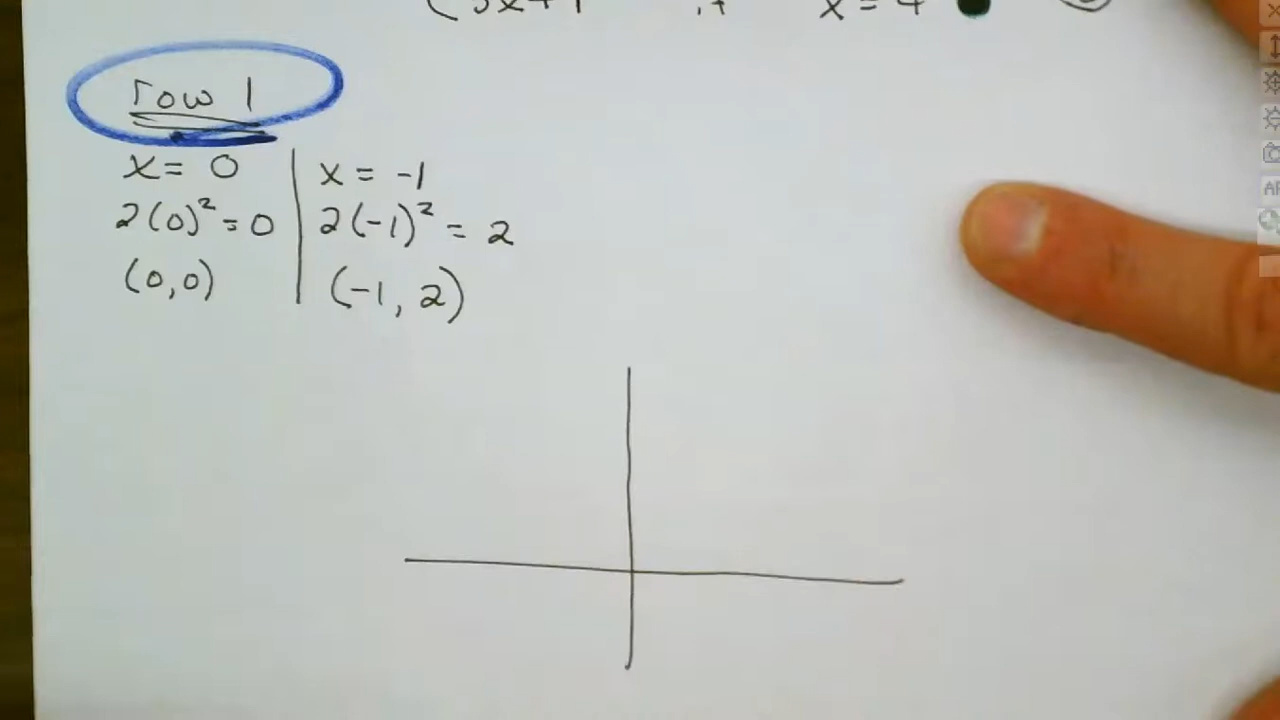 row 1
x = 0
2(0)² = 0
(0,0)
x = -1
2(-1)² = 2
(-1, 2)